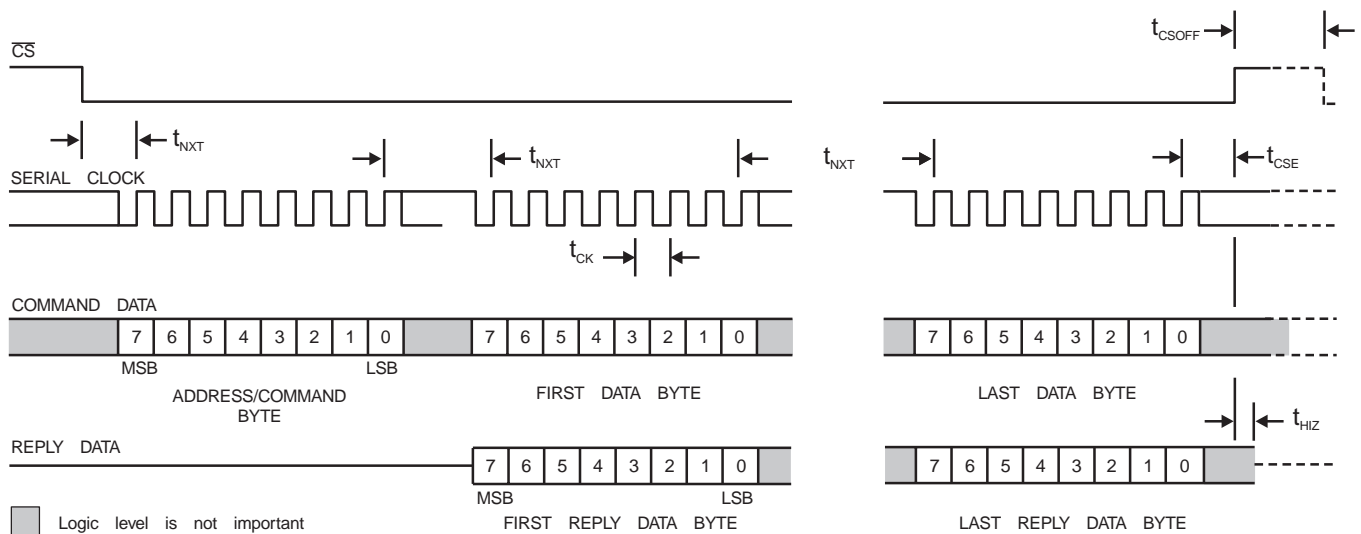 t_CSOFF
CS
t_NXT
t_NXT
t_NXT
t_CSE
SERIAL CLOCK
t_CK
COMMAND DATA
7 6 5 4 3 2 1 0
7 6 5 4 3 2 1 0
7 6 5 4 3 2 1 0
MSB
LSB
ADDRESS/COMMAND
BYTE
FIRST DATA BYTE
LAST DATA BYTE
t_HIZ
REPLY DATA
7 6 5 4 3 2 1 0
7 6 5 4 3 2 1 0
MSB
LSB
FIRST REPLY DATA BYTE
LAST REPLY DATA BYTE
Logic level is not important